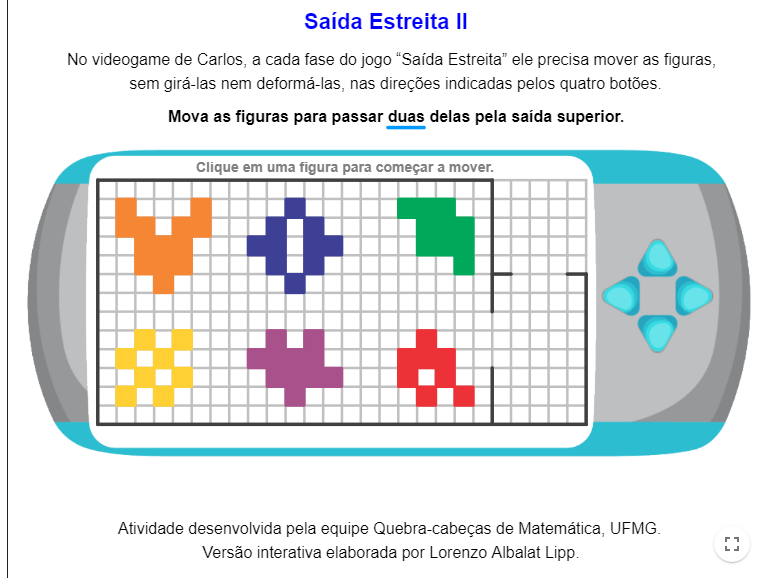 Saída Estreita II
No videogame de Carlos, a cada fase do jogo “Saída Estreita” ele precisa mover as figuras,
sem girá-las nem deformá-las, nas direções indicadas pelos quatro botões.
Mova as figuras para passar duas delas pela saída superior.
Clique em uma figura para começar a mover.
Atividade desenvolvida pela equipe Quebra-cabeças de Matemática, UFMG.
Versão interativa elaborada por Lorenzo Albalat Lipp.